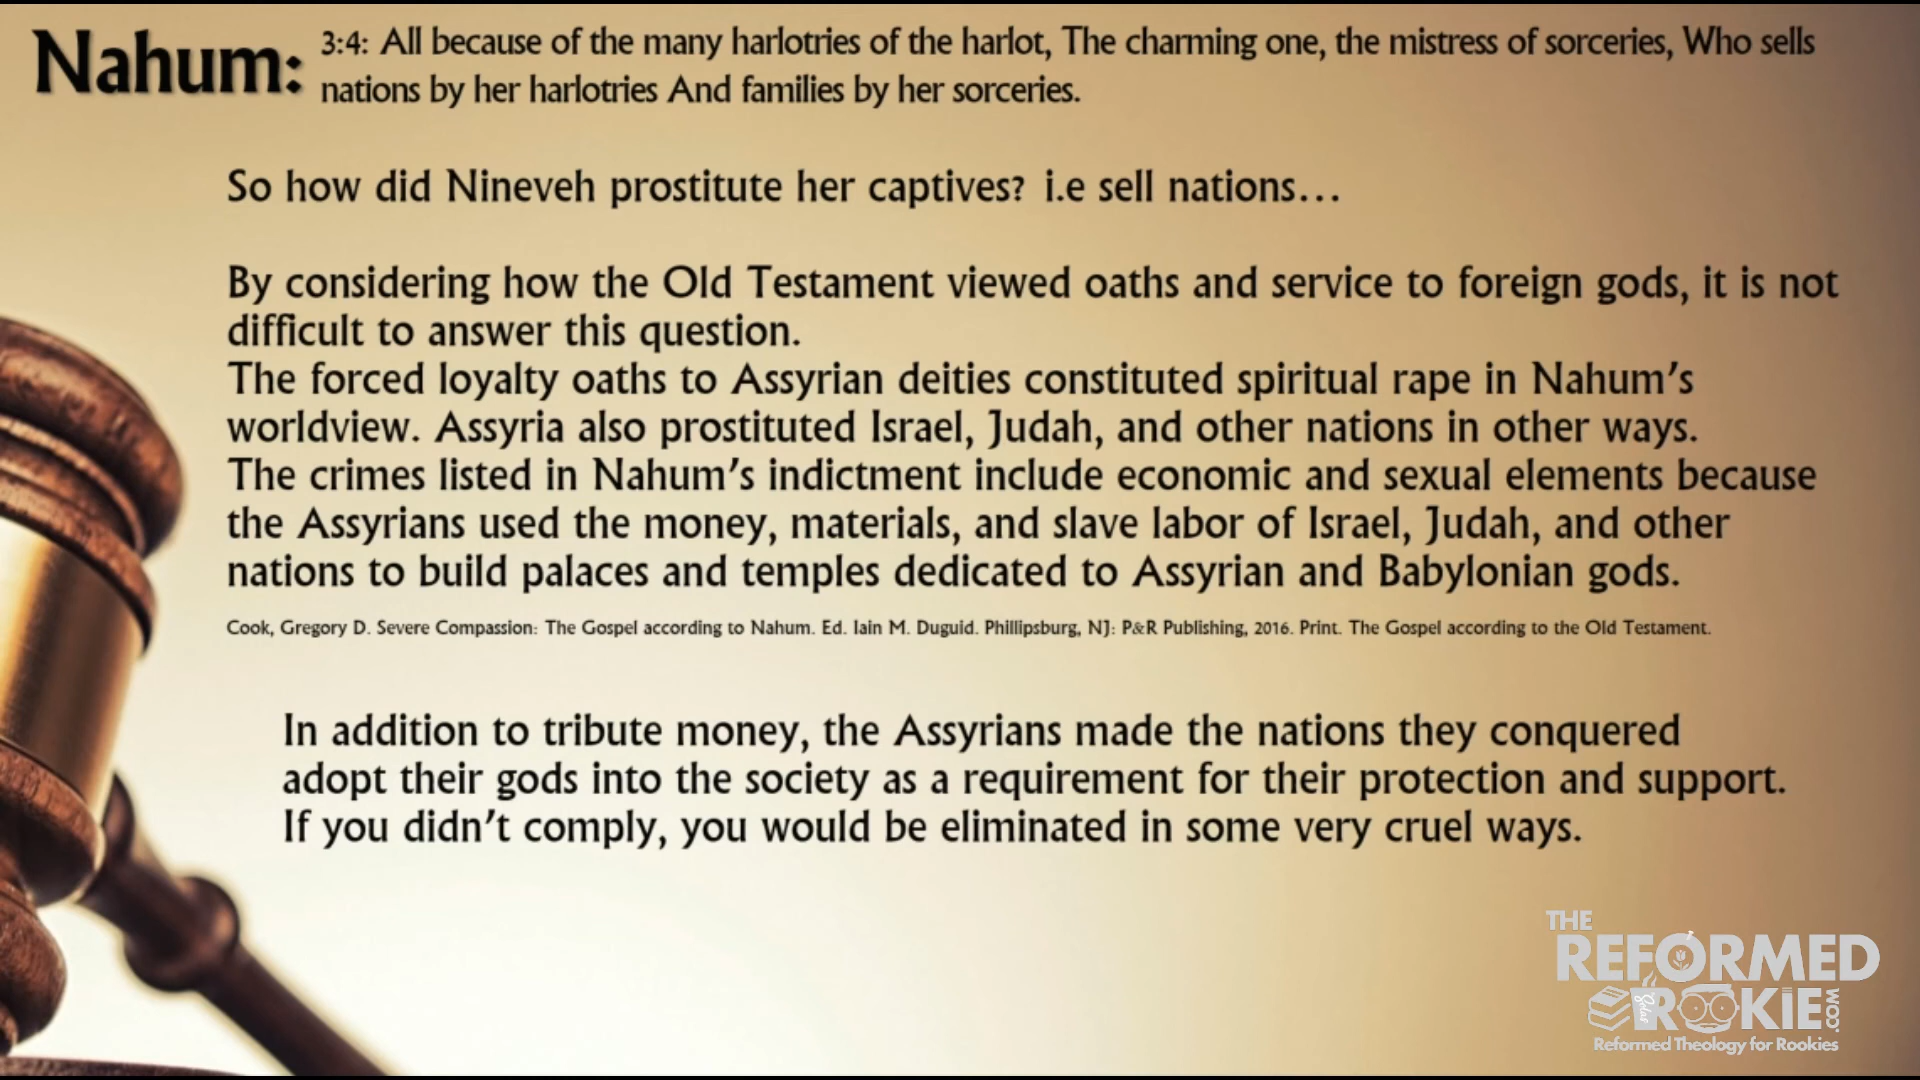 Nahum: 3:4: All because of the many harlotries of the harlot, The charming one, the mistress of sorceries, Who sells
nations by her harlotries And families by her sorceries.
So how did Nineveh prostitute her captives? i.e sell nations…
By considering how the Old Testament viewed oaths and service to foreign gods, it is not
difficult to answer this question.
The forced loyalty oaths to Assyrian deities constituted spiritual rape in Nahum’s
worldview. Assyria also prostituted Israel, Judah, and other nations in other ways.
The crimes listed in Nahum’s indictment include economic and sexual elements because
the Assyrians used the money, materials, and slave labor of Israel, Judah, and other
nations to build palaces and temples dedicated to Assyrian and Babylonian gods.
Cook, Gregory D. Severe Compassion: The Gospel according to Nahum. Ed. Iain M. Duguid. Phillipsburg, NJ: P&R Publishing, 2016. Print. The Gospel according to the Old Testament.
In addition to tribute money, the Assyrians made the nations they conquered
adopt their gods into the society as a requirement for their protection and support.
If you didn’t comply, you would be eliminated in some very cruel ways.
THE
REFORMED
ROOKIE
.COM
Reformed Theology for Rookies